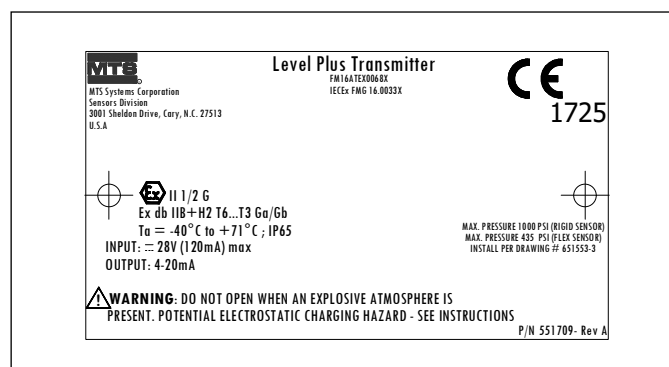 MTS
Level Plus Transmitter
FM16ATEX0068X
IECEx FMG 16.0033X
CE
1725
MTS Systems Corporation
Sensors Division
3001 Sheldon Drive, Cary, N.C. 27513
U.S.A
Ex II 1/2 G
Ex db IIB+H2 T6...T3 Ga/Gb
Ta = -40°C to +71°C ; IP65
INPUT: ⎓ 28V (120mA) max
OUTPUT: 4-20mA
MAX. PRESSURE 1000 PSI (RIGID SENSOR)
MAX. PRESSURE 435 PSI (FLEX SENSOR)
INSTALL PER DRAWING # 651553-3
WARNING: DO NOT OPEN WHEN AN EXPLOSIVE ATMOSPHERE IS
PRESENT. POTENTIAL ELECTROSTATIC CHARGING HAZARD - SEE INSTRUCTIONS
P/N 551709- Rev A